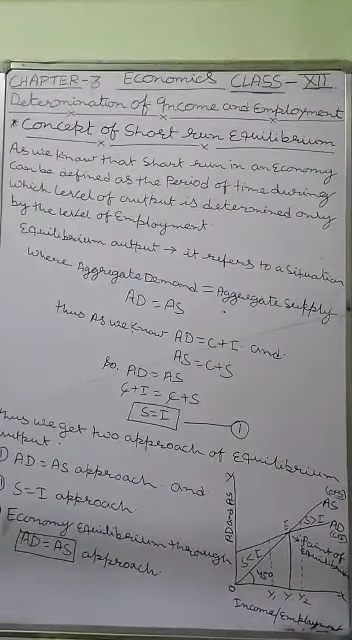 CHAPTER-3 Economics CLASS-XII
Determination of Income and Employment
* Concept of Short run Equilibrium
As we know that Short run in an Economy
can be defined as the Period of time during
which level of output is determined only
by the level of Employment.
Equilibrium output → it refers to a Situation
where Aggregate Demand = Aggregate Supply.
AD = AS
thus As we know AD = C+I and
AS = C+S
So, AD = AS
C+I = C+S
S=I — 1
thus we get two approach of Equilibrium
output.
AD = AS approach and
S=I approach.
Economy Equilibrium through
AD=AS approach.
Y
AD and AS
(C+S)
AS
S>I AD
(C+I)
E
Point of
Equilibrium
S<I
45°
O Y1 Y Y2 X
Income/Employment